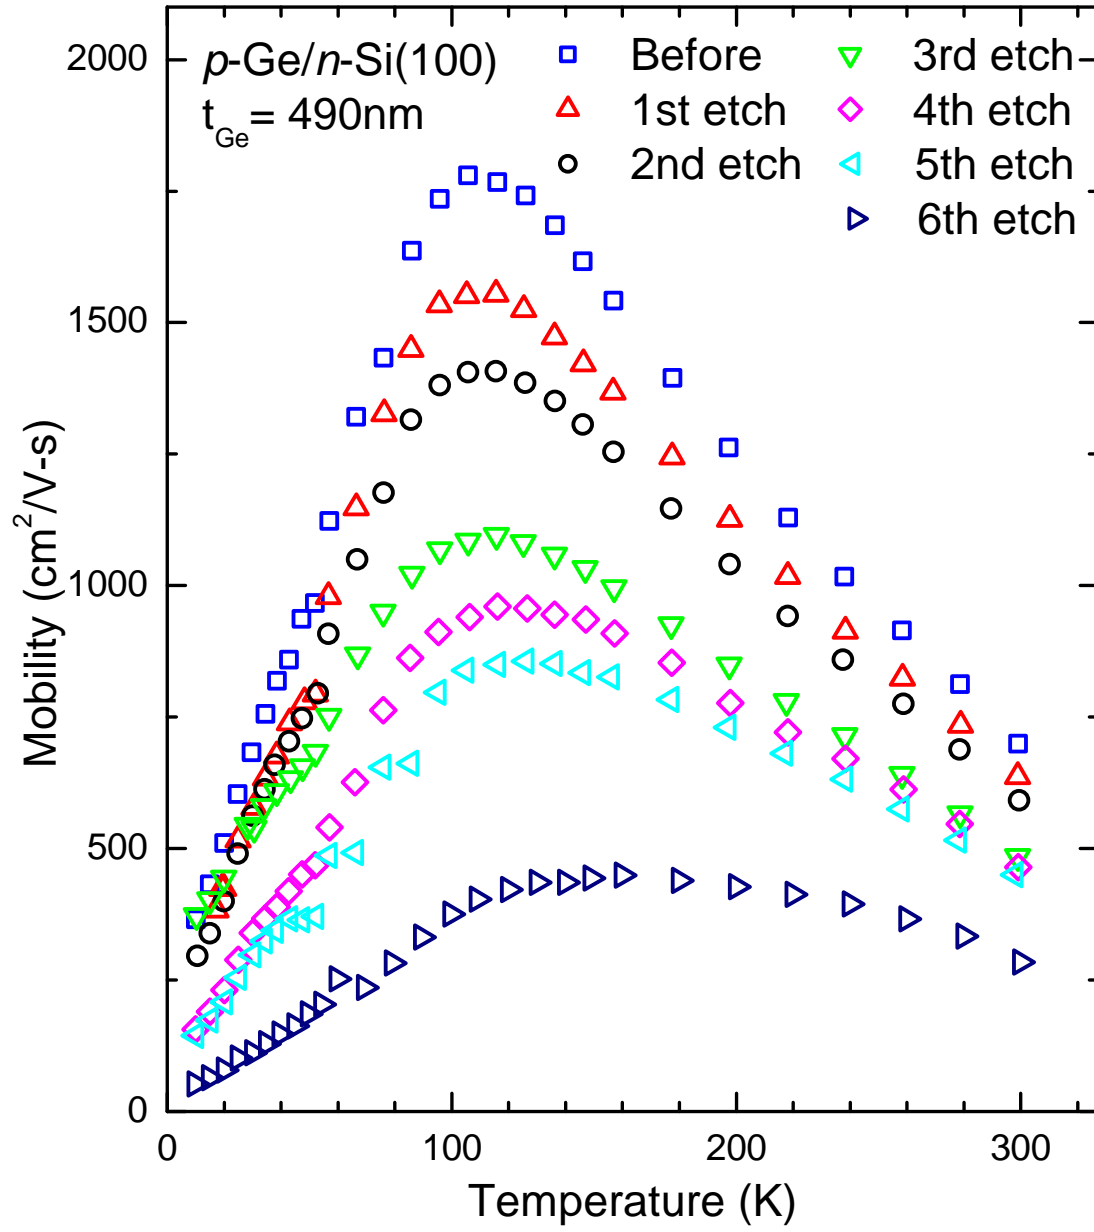 2000
1500
1000
500
0
Mobility (cm²/V-s)
p-Ge/n-Si(100)
t_Ge= 490nm
Before
1st etch
2nd etch
3rd etch
4th etch
5th etch
6th etch
0 100 200 300
Temperature (K)